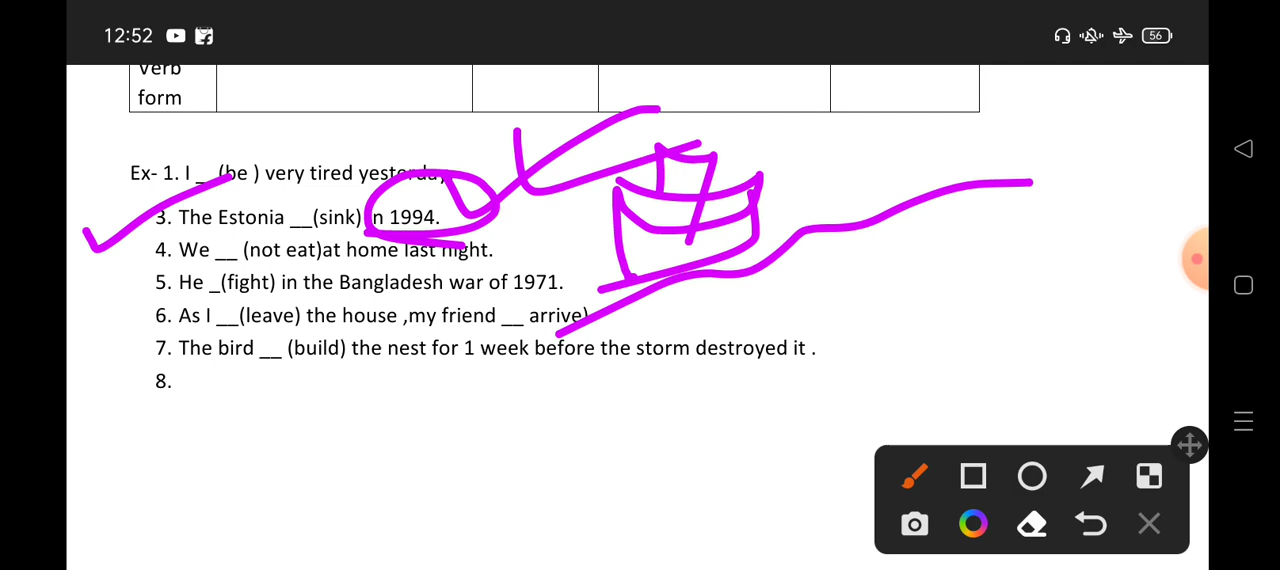 12:52
56
Verb
form
Ex- 1. I __ (be ) very tired yesterday
3. The Estonia __(sink) in 1994.
4. We __ (not eat)at home last night.
5. He _(fight) in the Bangladesh war of 1971.
6. As I __(leave) the house ,my friend __ arrive)
7. The bird __ (build) the nest for 1 week before the storm destroyed it .
8.